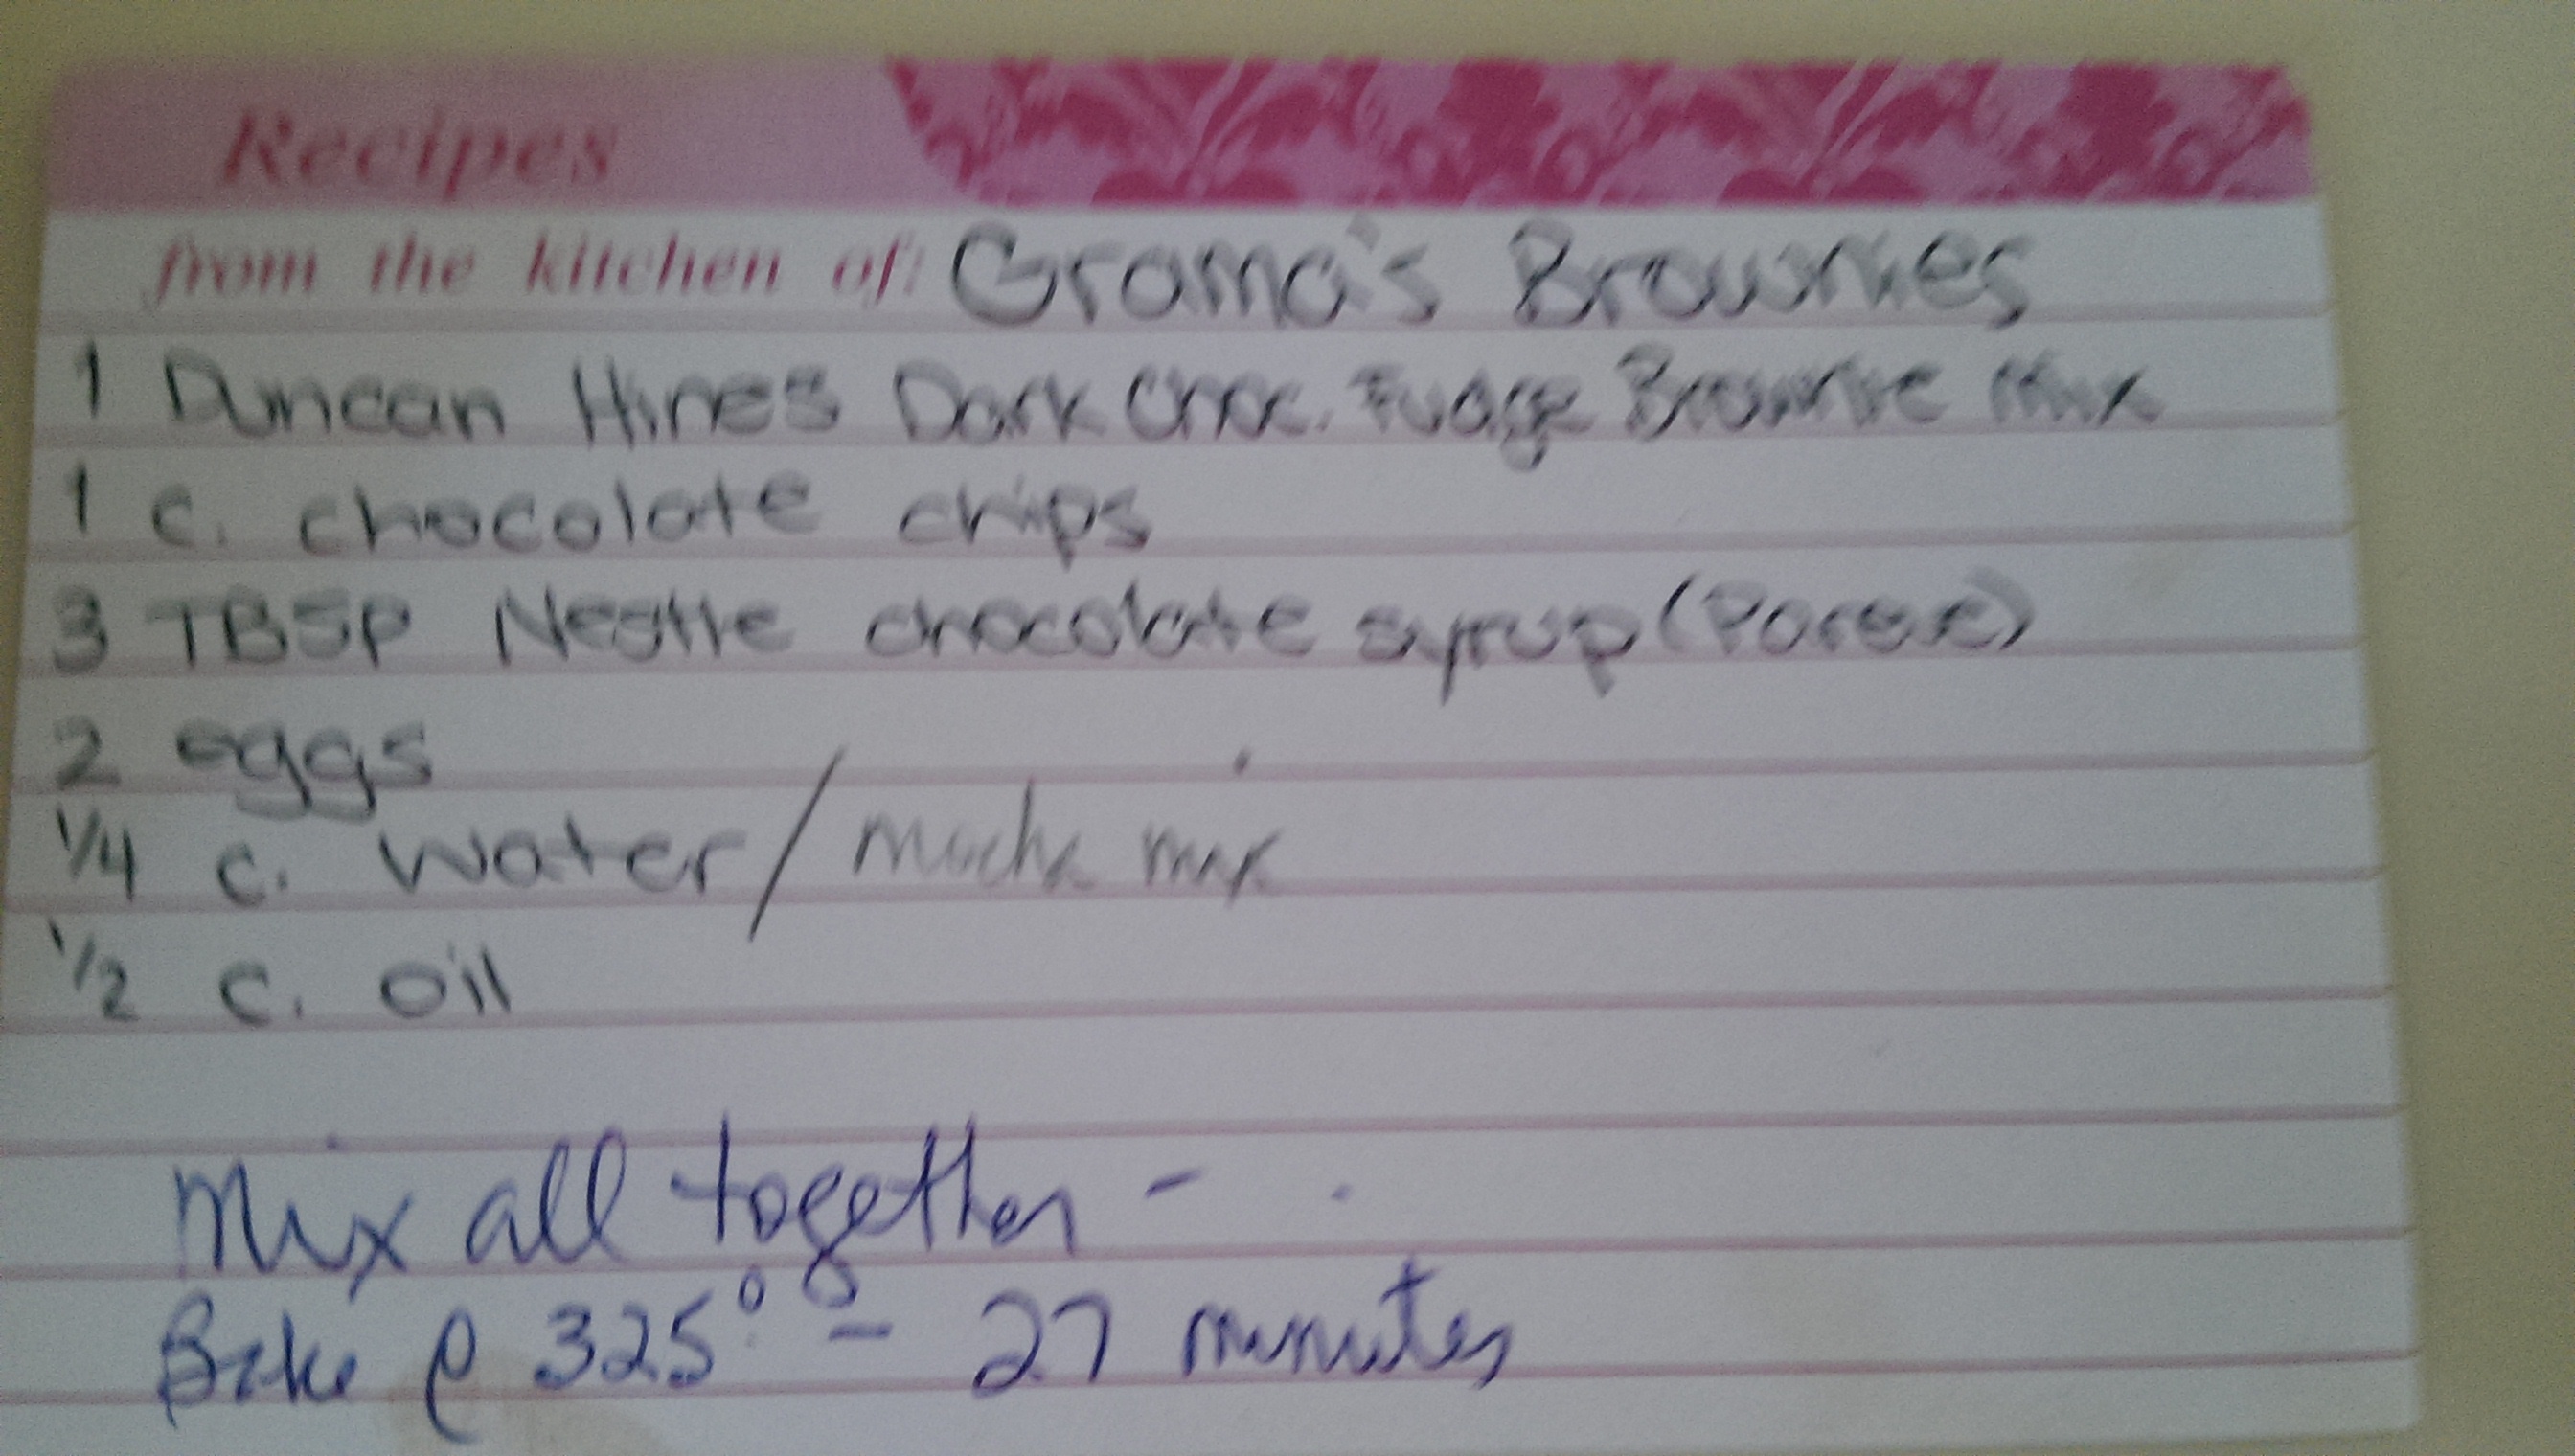 Recipes
from the kitchen of: Grama's Brownies
1 Duncan Hines Dark Choc. Fudge Brownie Mix
1 c. chocolate chips
3 TBSP Nestle chocolate syrup (Pareve)
2 eggs
1/4 c. water / mocha mix
1/2 c. oil
Mix all together -
Bake @ 325° - 27 minutes